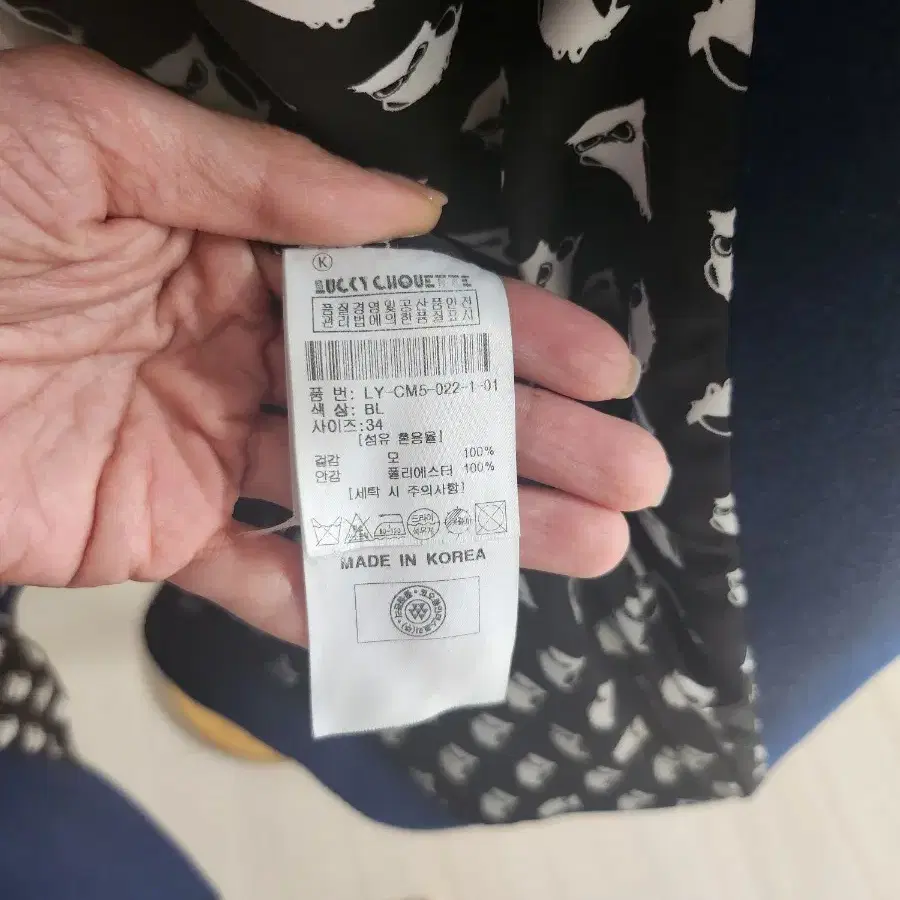 K
LUCKY CHOUETTE
품질경영및공산품안전
관리법에의한품질표시
품 번: LY-CM5-022-1-01
색 상: BL
사이즈:34
[섬유 혼용율]
겉감 모 100%
안감 폴리에스터 100%
[세탁 시 주의사항]
드라이
MADE IN KOREA